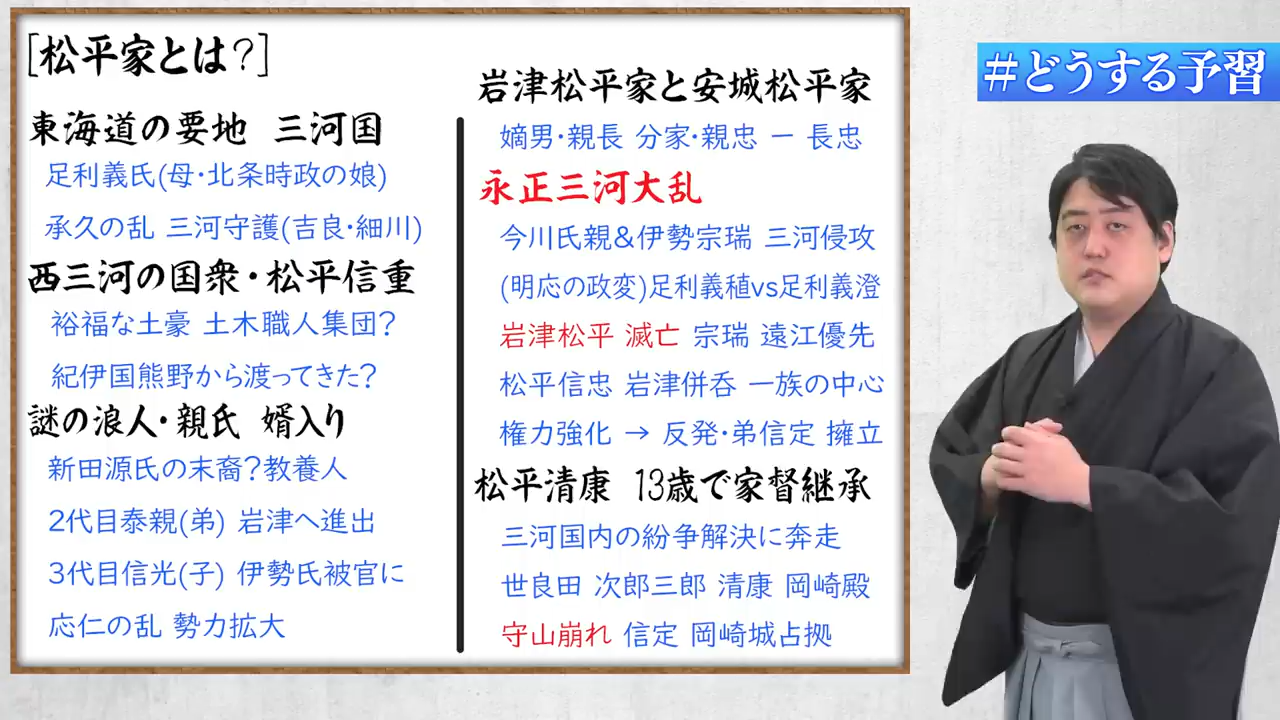 [松平家とは?]
東海道の要地 三河国
足利義氏(母・北条時政の娘)
承久の乱 三河守護(吉良・細川)
西三河の国衆・松平信重
裕福な土豪 土木職人集団?
紀伊国熊野から渡ってきた?
謎の浪人・親氏 婿入り
新田源氏の末裔?教養人
2代目泰親(弟) 岩津へ進出
3代目信光(子) 伊勢氏被官に
応仁の乱 勢力拡大
岩津松平家と安城松平家
嫡男・親長 分家・親忠 ー 長忠
永正三河大乱
今川氏親&伊勢宗瑞 三河侵攻
(明応の政変)足利義稙vs足利義澄
岩津松平 滅亡 宗瑞 遠江優先
松平信忠 岩津併呑 一族の中心
権力強化 → 反発・弟信定 擁立
松平清康 13歳で家督継承
三河国内の紛争解決に奔走
世良田 次郎三郎 清康 岡崎殿
守山崩れ 信定 岡崎城占拠
#どうする予習